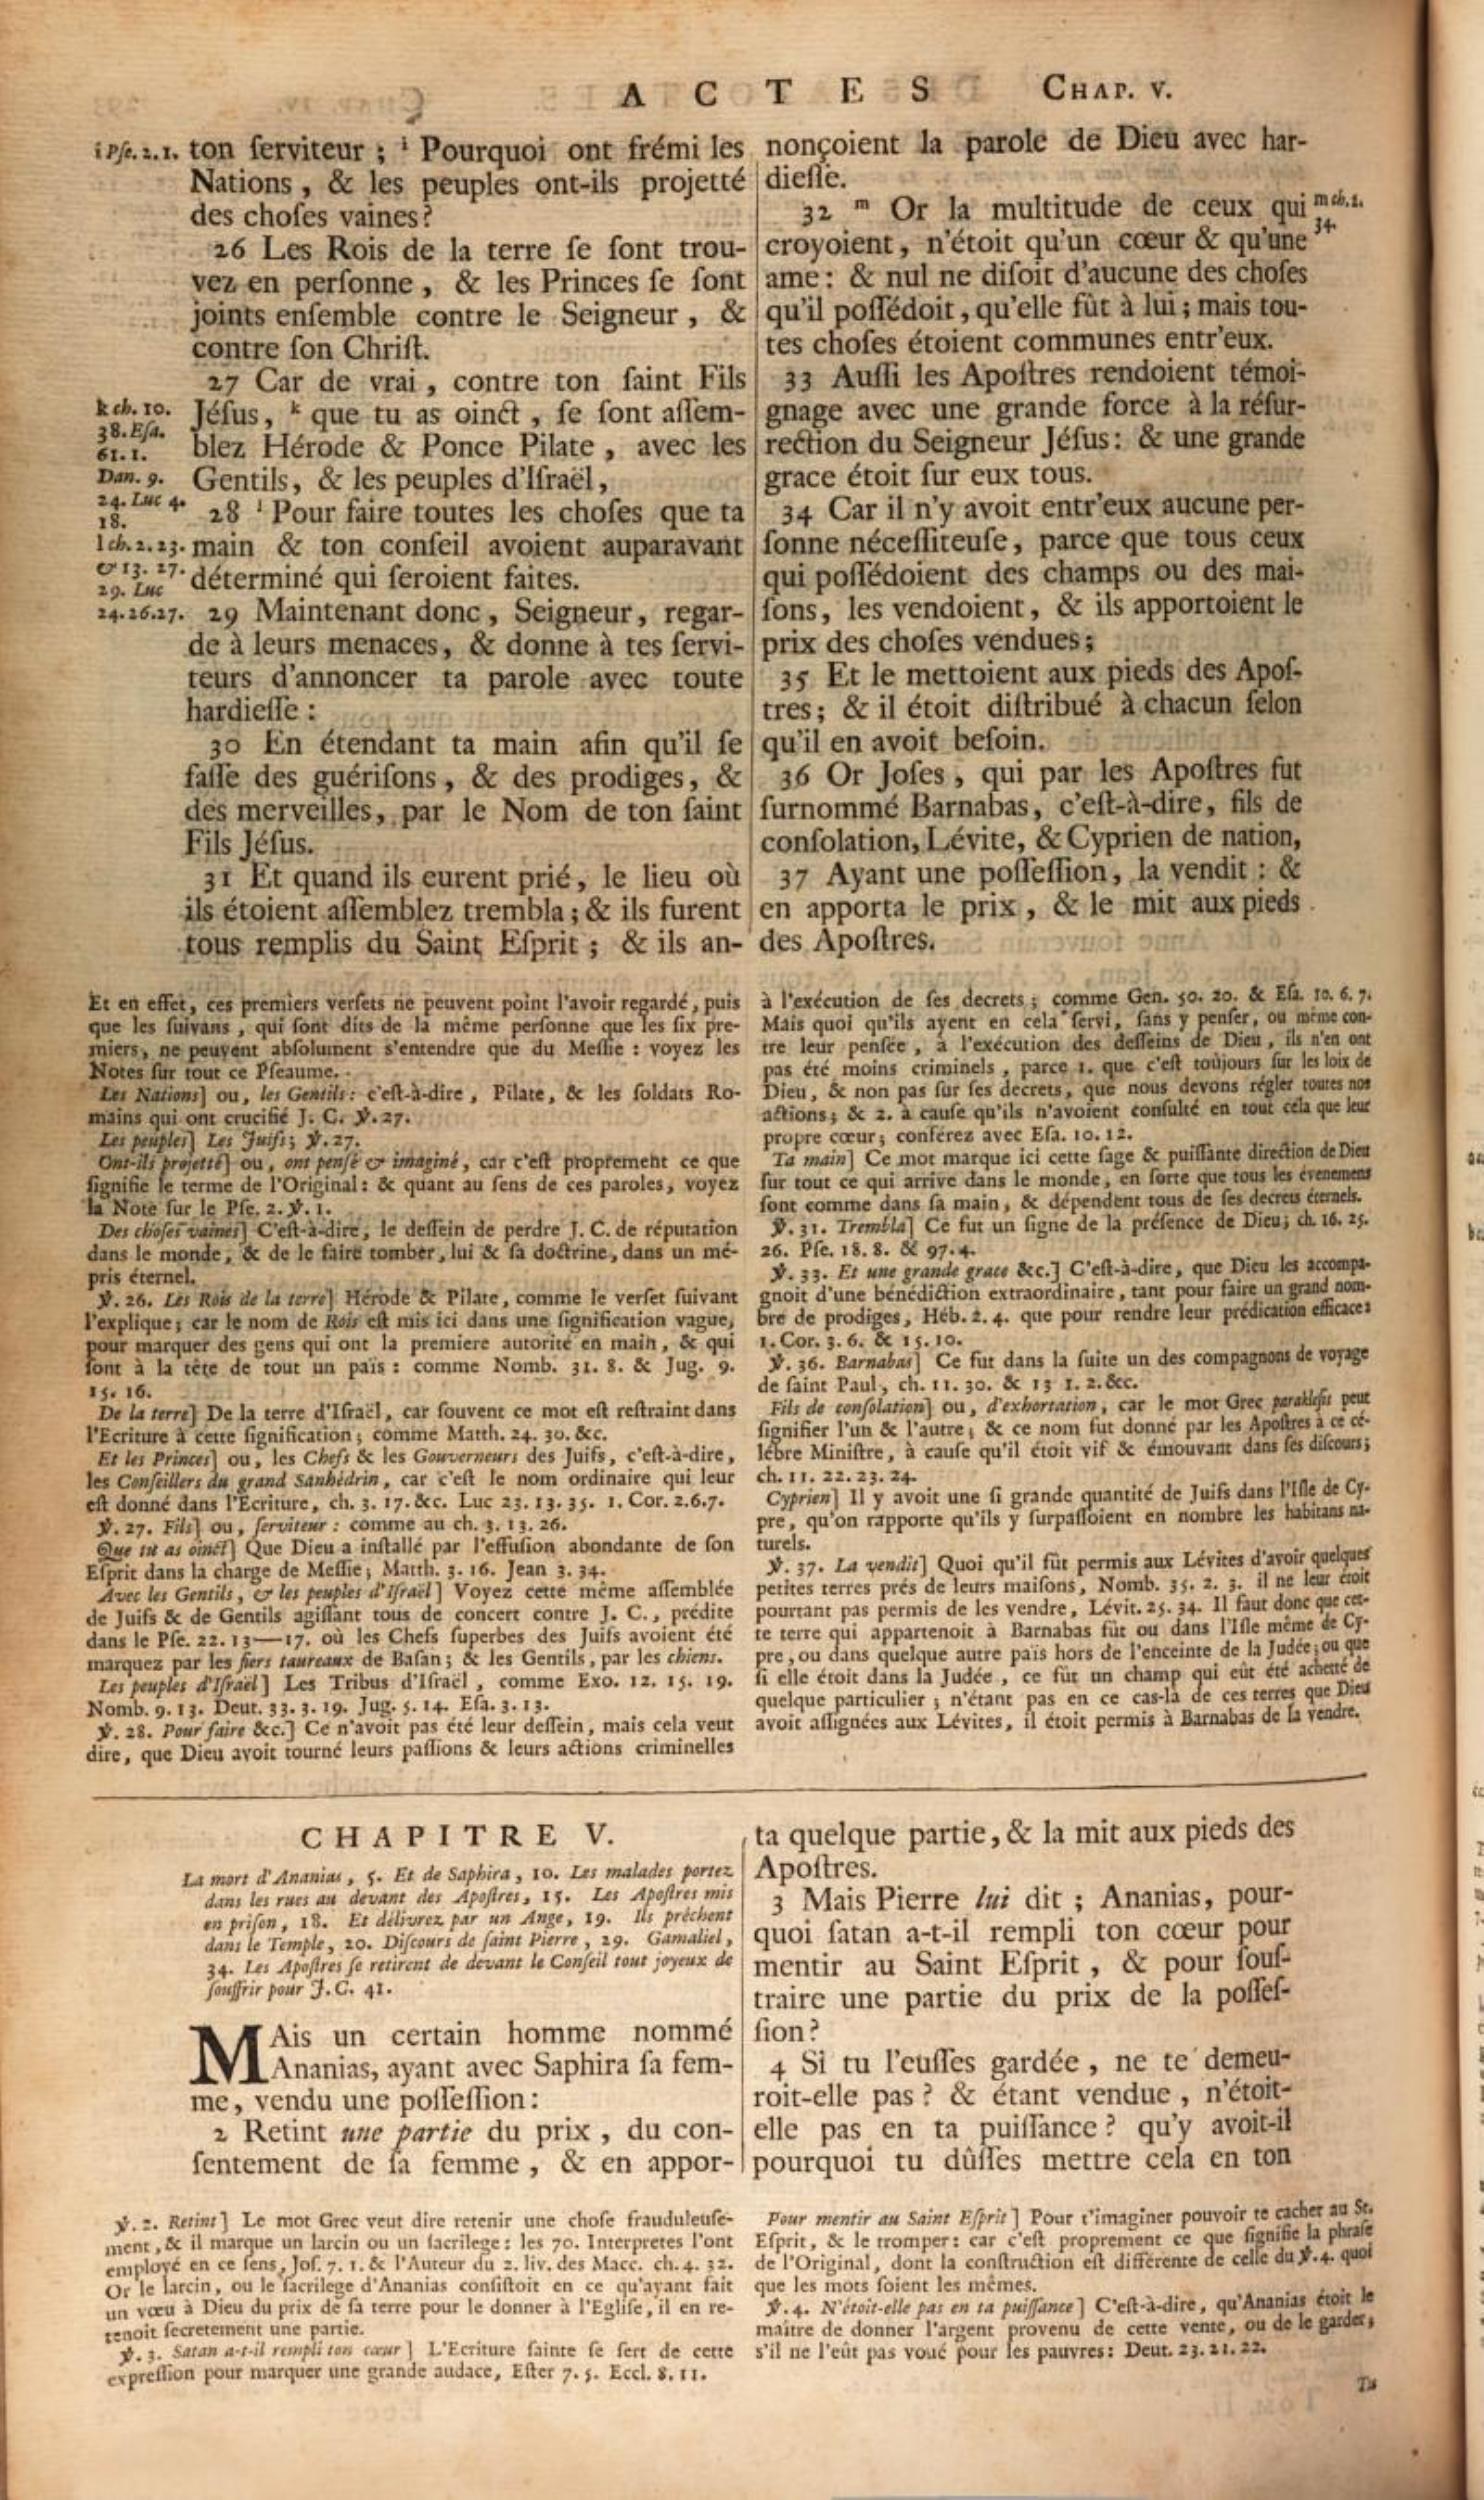 ACTES CHAP. V.
i Pſe. 2. 1. ton ſerviteur ; i Pourquoi ont frémi les
Nations , & les peuples ont-ils projetté
des choſes vaines?
26 Les Rois de la terre ſe ſont trou-
vez en perſonne , & les Princes ſe ſont
joints enſemble contre le Seigneur , &
contre ſon Chriſt.
27 Car de vrai , contre ton ſaint Fils
k ch. 10. Jéſus, k que tu as oinct , ſe ſont aſſem-
38. Eſa.
61. 1. blez Hérode & Ponce Pilate , avec les
Dan. 9. Gentils, & les peuples d'Iſraël,
24. Luc 4.
18. 28 l Pour faire toutes les choſes que ta
l ch. 2. 23. main & ton conſeil avoient auparavant
& 13. 27.
29. Luc déterminé qui ſeroient faites.
24. 26. 27. 29 Maintenant donc, Seigneur, regar-
de à leurs menaces, & donne à tes ſervi-
teurs d'annoncer ta parole avec toute
hardieſſe :
30 En étendant ta main afin qu'il ſe
faſſe des guériſons, & des prodiges, &
des merveilles, par le Nom de ton ſaint
Fils Jéſus.
31 Et quand ils eurent prié, le lieu où
ils étoient aſſemblez trembla ; & ils furent
tous remplis du Saint Eſprit ; & ils an-
nonçoient la parole de Dieu avec har-
dieſſe.
32 m Or la multitude de ceux qui m ch. 2.
34.
croyoient, n'étoit qu'un cœur & qu'une
ame: & nul ne diſoit d'aucune des choſes
qu'il poſſédoit, qu'elle fût à lui ; mais tou-
tes choſes étoient communes entr'eux.
33 Auſſi les Apoſtres rendoient témoi-
gnage avec une grande force à la réſur-
rection du Seigneur Jéſus: & une grande
grace étoit ſur eux tous.
34 Car il n'y avoit entr'eux aucune per-
ſonne néceſſiteuſe, parce que tous ceux
qui poſſédoient des champs ou des mai-
ſons, les vendoient, & ils apportoient le
prix des choſes vendues;
35 Et le mettoient aux pieds des Apoſ-
tres; & il étoit diſtribué à chacun ſelon
qu'il en avoit beſoin.
36 Or Joſes, qui par les Apoſtres fut
ſurnommé Barnabas, c'eſt-à-dire, fils de
conſolation, Lévite, & Cyprien de nation,
37 Ayant une poſſeſſion, la vendit : &
en apporta le prix, & le mit aux pieds
des Apoſtres.
Et en effet, ces premiers verſets ne peuvent point l'avoir regardé, puis
que les ſuivans, qui ſont dits de la même perſonne que les ſix pre-
miers, ne peuvent abſolument s'entendre que du Meſſie : voyez les
Notes ſur tout ce Pſeaume.
Les Nations] ou, les Gentils: c'eſt-à-dire, Pilate, & les ſoldats Ro-
mains qui ont crucifié J. C. ℣. 27.
Les peuples] Les Juifs; ℣. 27.
Ont-ils projetté] ou, ont penſé & imaginé, car c'eſt proprement ce que
ſignifie le terme de l'Original: & quant au ſens de ces paroles, voyez
la Note ſur le Pſe. 2. ℣. 1.
Des choſes vaines] C'eſt-à-dire, le deſſein de perdre J. C. de réputation
dans le monde, & de le faire tomber, lui & ſa doctrine, dans un mé-
pris éternel.
℣. 26. Les Rois de la terre] Hérode & Pilate, comme le verſet ſuivant
l'explique; car le nom de Rois eſt mis ici dans une ſignification vague,
pour marquer des gens qui ont la premiere autorité en main, & qui
ſont à la tête de tout un païs : comme Nomb. 31. 8. & Jug. 9.
15. 16.
De la terre] De la terre d'Iſraël, car ſouvent ce mot eſt reſtraint dans
l'Ecriture à cette ſignification; comme Matth. 24. 30. &c.
Et les Princes] ou, les Chefs & les Gouverneurs des Juifs, c'eſt-à-dire,
les Conſeillers du grand Sanhédrin, car c'eſt le nom ordinaire qui leur
eſt donné dans l'Ecriture, ch. 3. 17. &c. Luc 23. 13. 35. 1. Cor. 2. 6. 7.
℣. 27. Fils] ou, ſerviteur : comme au ch. 3. 13. 26.
Que tu as oinct] Que Dieu a inſtallé par l'effuſion abondante de ſon
Eſprit dans la charge de Meſſie; Matth. 3. 16. Jean 3. 34.
Avec les Gentils, & les peuples d'Iſraël] Voyez cette même aſſemblée
de Juifs & de Gentils agiſſant tous de concert contre J. C., prédite
dans le Pſe. 22. 13—17. où les Chefs ſuperbes des Juifs avoient été
marquez par les fiers taureaux de Baſan; & les Gentils, par les chiens.
Les peuples d'Iſraël] Les Tribus d'Iſraël, comme Exo. 12. 15. 19.
Nomb. 9. 13. Deut. 33. 3. 19. Jug. 5. 14. Eſa. 3. 13.
℣. 28. Pour faire &c.] Ce n'avoit pas été leur deſſein, mais cela veut
dire, que Dieu avoit tourné leurs paſſions & leurs actions criminelles
à l'exécution de ſes decrets; comme Gen. 50. 20. & Eſa. 10. 6. 7.
Mais quoi qu'ils ayent en cela ſervi, ſans y penſer, ou même con-
tre leur penſée, à l'exécution des deſſeins de Dieu, ils n'en ont
pas été moins criminels, parce 1. que c'eſt toûjours ſur les loix de
Dieu, & non pas ſur ſes decrets, que nous devons régler toutes nos
actions; & 2. à cauſe qu'ils n'avoient conſulté en tout cela que leur
propre cœur; conférez avec Eſa. 10. 12.
Ta main] Ce mot marque ici cette ſage & puiſſante direction de Dieu
ſur tout ce qui arrive dans le monde, en ſorte que tous les évenemens
ſont comme dans ſa main, & dépendent tous de ſes decrets éternels.
℣. 31. Trembla] Ce fut un ſigne de la préſence de Dieu; ch. 16. 25.
26. Pſe. 18. 8. & 97. 4.
℣. 33. Et une grande grace &c.] C'eſt-à-dire, que Dieu les accompa-
gnoit d'une bénédiction extraordinaire, tant pour faire un grand nom-
bre de prodiges, Héb. 2. 4. que pour rendre leur prédication efficace:
1. Cor. 3. 6. & 15. 10.
℣. 36. Barnabas] Ce fut dans la ſuite un des compagnons de voyage
de ſaint Paul, ch. 11. 30. & 13 1. 2. &c.
Fils de conſolation] ou, d'exhortation, car le mot Grec parakleſis peut
ſignifier l'un & l'autre; & ce nom fut donné par les Apoſtres à ce cé-
lébre Miniſtre, à cauſe qu'il étoit vif & émouvant dans ſes diſcours;
ch. 11. 22. 23. 24.
Cyprien] Il y avoit une ſi grande quantité de Juifs dans l'Iſle de Cy-
pre, qu'on rapporte qu'ils y ſurpaſſoient en nombre les habitans na-
turels.
℣. 37. La vendit] Quoi qu'il fût permis aux Lévites d'avoir quelques
petites terres prés de leurs maiſons, Nomb. 35. 2. 3. il ne leur étoit
pourtant pas permis de les vendre, Lévit. 25. 34. Il faut donc que cet-
te terre qui appartenoit à Barnabas fût ou dans l'Iſle même de Cy-
pre, ou dans quelque autre païs hors de l'enceinte de la Judée; ou que
ſi elle étoit dans la Judée, ce fût un champ qui eût été achetté de
quelque particulier; n'étant pas en ce cas-là de ces terres que Dieu
avoit aſſignées aux Lévites, il étoit permis à Barnabas de la vendre.
CHAPITRE V.
La mort d'Ananias, 5. Et de Saphira, 10. Les malades portez
dans les rues au devant des Apoſtres, 15. Les Apoſtres mis
en priſon, 18. Et délivrez par un Ange, 19. Ils prêchent
dans le Temple, 20. Diſcours de ſaint Pierre, 29. Gamaliel,
34. Les Apoſtres ſe retirent de devant le Conſeil tout joyeux de
ſouffrir pour J. C. 41.
MAis un certain homme nommé
Ananias, ayant avec Saphira ſa fem-
me, vendu une poſſeſſion:
2 Retint une partie du prix, du con-
ſentement de ſa femme, & en appor-
ta quelque partie, & la mit aux pieds des
Apoſtres.
3 Mais Pierre lui dit ; Ananias, pour-
quoi ſatan a-t-il rempli ton cœur pour
mentir au Saint Eſprit, & pour ſouſ-
traire une partie du prix de la poſſeſ-
ſion?
4 Si tu l'euſſes gardée, ne te demeu-
roit-elle pas? & étant vendue, n'étoit-
elle pas en ta puiſſance? qu'y avoit-il
pourquoi tu dûſſes mettre cela en ton
℣. 2. Retint] Le mot Grec veut dire retenir une choſe frauduleuſe-
ment, & il marque un larcin ou un ſacrilege: les 70. Interpretes l'ont
employé en ce ſens, Joſ. 7. 1. & l'Auteur du 2. liv. des Macc. ch. 4. 32.
Or le larcin, ou le ſacrilege d'Ananias conſiſtoit en ce qu'ayant fait
un vœu à Dieu du prix de ſa terre pour le donner à l'Egliſe, il en re-
tenoit ſecretement une partie.
℣. 3. Satan a-t-il rempli ton cœur] L'Ecriture ſainte ſe ſert de cette
expreſſion pour marquer une grande audace, Eſter 7. 5. Eccl. 8. 11.
Pour mentir au Saint Eſprit] Pour t'imaginer pouvoir te cacher au St.
Eſprit, & le tromper: car c'eſt proprement ce que ſignifie la phraſe
de l'Original, dont la conſtruction eſt différente de celle du ℣. 4. quoi
que les mots ſoient les mêmes.
℣. 4. N'étoit-elle pas en ta puiſſance] C'eſt-à-dire, qu'Ananias étoit le
maître de donner l'argent provenu de cette vente, ou de le garder,
s'il ne l'eût pas voué pour les pauvres: Deut. 23. 21. 22.
Tu